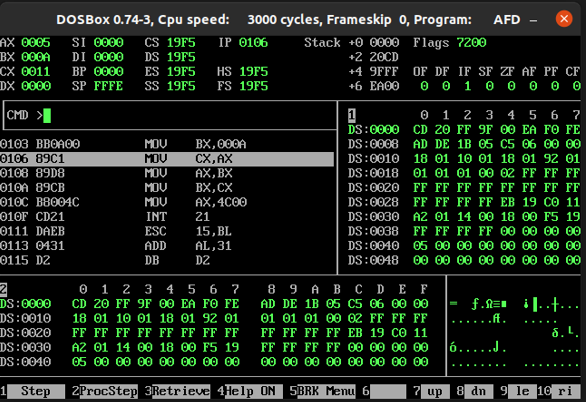 DOSBox 0.74-3, Cpu speed: 3000 cycles, Frameskip 0, Program: AFD
AX 0005 SI 0000 CS 19F5 IP 0106 Stack +0 0000 Flags 7200
BX 000A DI 0000 DS 19F5 +2 20CD
CX 0011 BP 0000 ES 19F5 HS 19F5 +4 9FFF OF DF IF SF ZF AF PF CF
DX 0000 SP FFFE SS 19F5 FS 19F5 +6 EA00 0 0 1 0 0 0 0 0
CMD >
0103 BB0A00 MOV BX,000A
0106 89C1 MOV CX,AX
0108 89D8 MOV AX,BX
010A 89CB MOV BX,CX
010C B8004C MOV AX,4C00
010F CD21 INT 21
0111 DAEB ESC 15,BL
0113 0431 ADD AL,31
0115 D2 DB D2
1 0 1 2 3 4 5 6 7
DS:0000 CD 20 FF 9F 00 EA F0 FE
DS:0008 AD DE 1B 05 C5 06 00 00
DS:0010 18 01 10 01 18 01 92 01
DS:0018 01 01 01 00 02 FF FF FF
DS:0020 FF FF FF FF FF FF FF FF
DS:0028 FF FF FF FF EB 19 C0 11
DS:0030 A2 01 14 00 18 00 F5 19
DS:0038 FF FF FF FF 00 00 00 00
DS:0040 05 00 00 00 00 00 00 00
DS:0048 00 00 00 00 00 00 00 00
2 0 1 2 3 4 5 6 7 8 9 A B C D E F
DS:0000 CD 20 FF 9F 00 EA F0 FE AD DE 1B 05 C5 06 00 00
DS:0010 18 01 10 01 18 01 92 01 01 01 01 00 02 FF FF FF
DS:0020 FF FF FF FF FF FF FF FF FF FF FF FF EB 19 C0 11
DS:0030 A2 01 14 00 18 00 F5 19 FF FF FF FF 00 00 00 00
DS:0040 05 00 00 00 00 00 00 00 00 00 00 00 00 00 00 00
1 Step 2 ProcStep 3 Retrieve 4 Help ON 5 BRK Menu 6 7 up 8 dn 9 le 10 ri